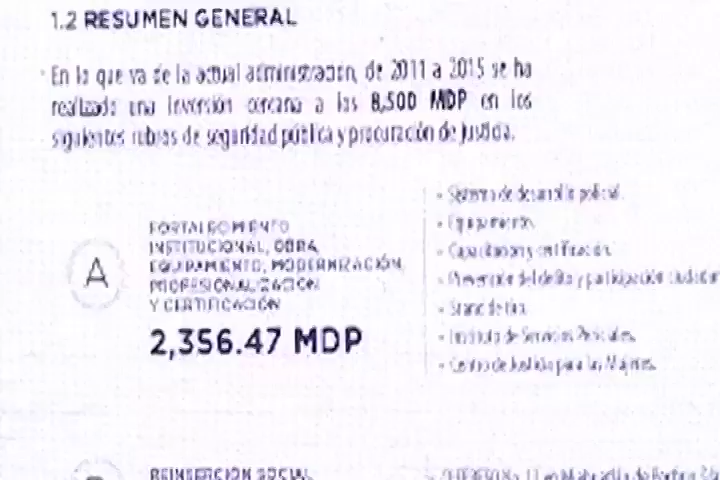 1.2 RESUMEN GENERAL
En lo que va de la actual administración, de 2011 a 2015 se ha
realizado una inversión cercana a los 8,500 MDP en los
siguientes rubros de seguridad pública y procuración de justicia.
A
FORTALECIMIENTO
INSTITUCIONAL, OBRA,
EQUIPAMIENTO, MODERNIZACIÓN,
PROFESIONALIZACIÓN
Y CERTIFICACIÓN
2,356.47 MDP
- Sistema de desarrollo policial.
- Equipamiento.
- Capacitación y certificación.
- Prevención del delito y participación ciudadana
- Instituto de Servicios Periciales.
- Centro de Justicia para las Mujeres.
REINSERCIÓN SOCIAL